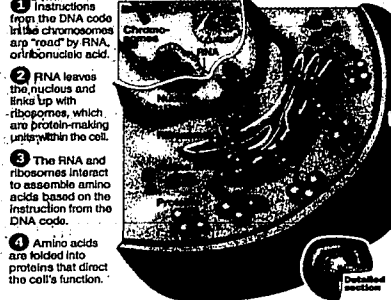 1 Instructions
from the DNA code
in the chromosomes
are "read" by RNA,
or ribonucleic acid.
2 RNA leaves
the nucleus and
links up with
ribosomes, which
are protein-making
units within the cell.
3 The RNA and
ribosomes interact
to assemble amino
acids based on the
instruction from the
DNA code.
4 Amino acids
are folded into
proteins that direct
the cell's function.
Chromo-
somes
RNA
Detailed
section